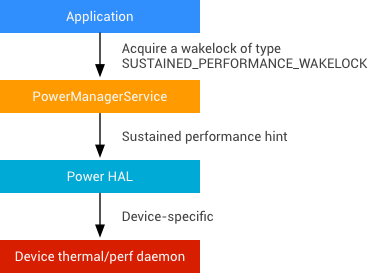 Application
Acquire a wakelock of type
SUSTAINED_PERFORMANCE_WAKELOCK
PowerManagerService
Sustained performance hint
Power HAL
Device-specific
Device thermal/perf daemon